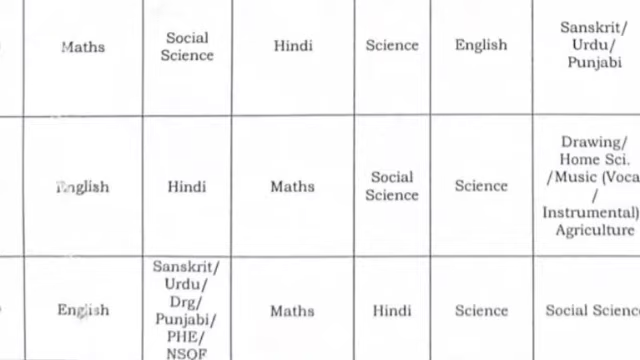 Maths
Social
Science
Hindi
Science
English
Sanskrit/
Urdu/
Punjabi
English
Hindi
Maths
Social
Science
Science
Drawing/
Home Sci.
/Music (Voca
/
Instrumental)
Agriculture
English
Sanskrit/
Urdu/
Drg/
Punjabi/
PHE/
NSQF
Maths
Hindi
Science
Social Science